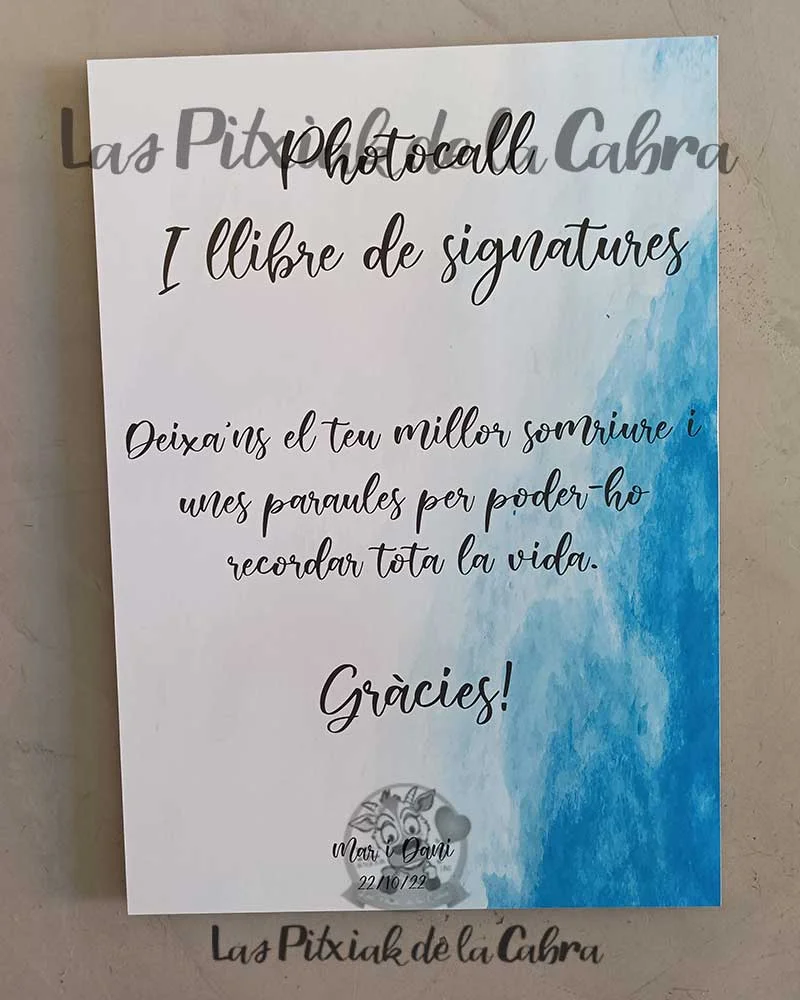 Las Pitxiak de la Cabra
Photocall
I llibre de signatures
Deixa'ns el teu millor somriure i
unes paraules per poder-ho
recordar tota la vida.
Gràcies!
Mar i Dani
22/10/22
Las Pitxiak de la Cabra